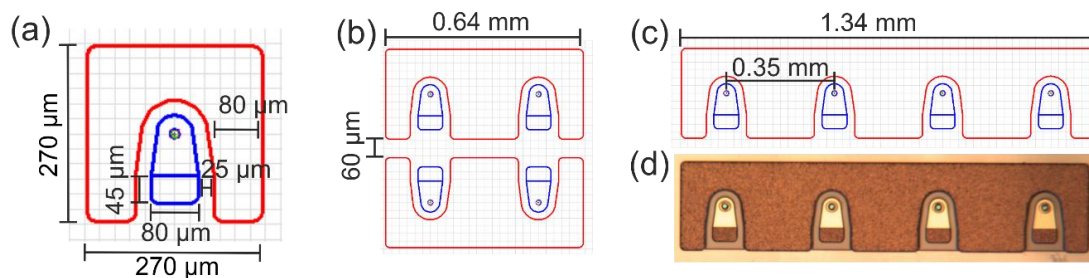 (a)
270 µm
80 µm
25 µm
45 µm
80 µm
270 µm
(b)
0.64 mm
60 µm
(c)
1.34 mm
0.35 mm
(d)